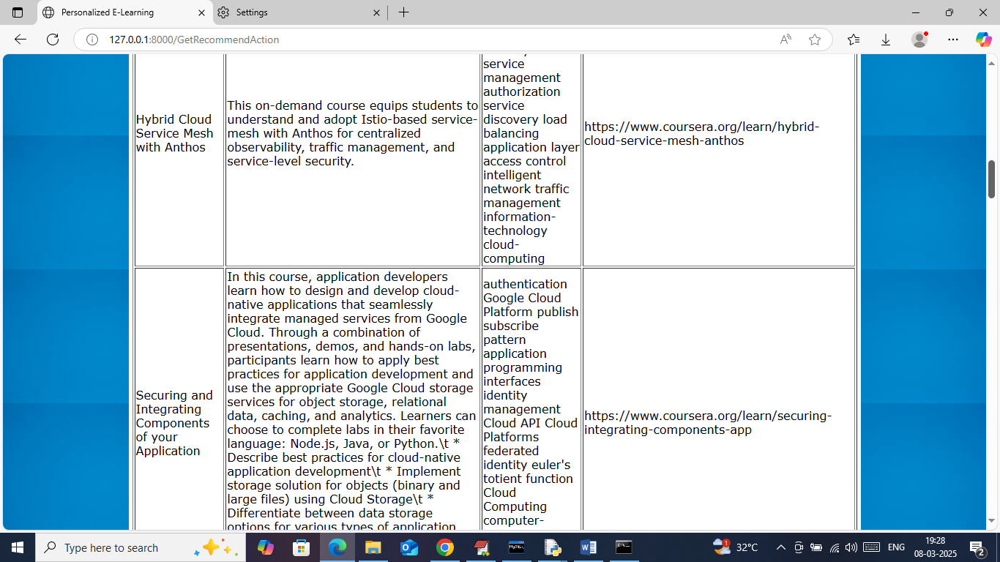 Personalized E-Learning
Settings
127.0.0.1:8000/GetRecommendAction
Hybrid Cloud
Service Mesh
with Anthos
This on-demand course equips students to
understand and adopt Istio-based service-
mesh with Anthos for centralized
observability, traffic management, and
service-level security.
service
management
authorization
service
discovery load
balancing
application layer
access control
intelligent
network traffic
management
information-
technology
cloud-
computing
https://www.coursera.org/learn/hybrid-
cloud-service-mesh-anthos
Securing and
Integrating
Components
of your
Application
In this course, application developers
learn how to design and develop cloud-
native applications that seamlessly
integrate managed services from Google
Cloud. Through a combination of
presentations, demos, and hands-on labs,
participants learn how to apply best
practices for application development and
use the appropriate Google Cloud storage
services for object storage, relational
data, caching, and analytics. Learners can
choose to complete labs in their favorite
language: Node.js, Java, or Python.\t *
Describe best practices for cloud-native
application development\t * Implement
storage solution for objects (binary and
large files) using Cloud Storage\t *
Differentiate between data storage
options for various types of application
authentication
Google Cloud
Platform publish
subscribe
pattern
application
programming
interfaces
identity
management
Cloud API Cloud
Platforms
federated
identity euler's
totient function
Cloud
Computing
computer-
https://www.coursera.org/learn/securing-
integrating-components-app
Type here to search
1
32°C
ENG
19:28
08-03-2025
2